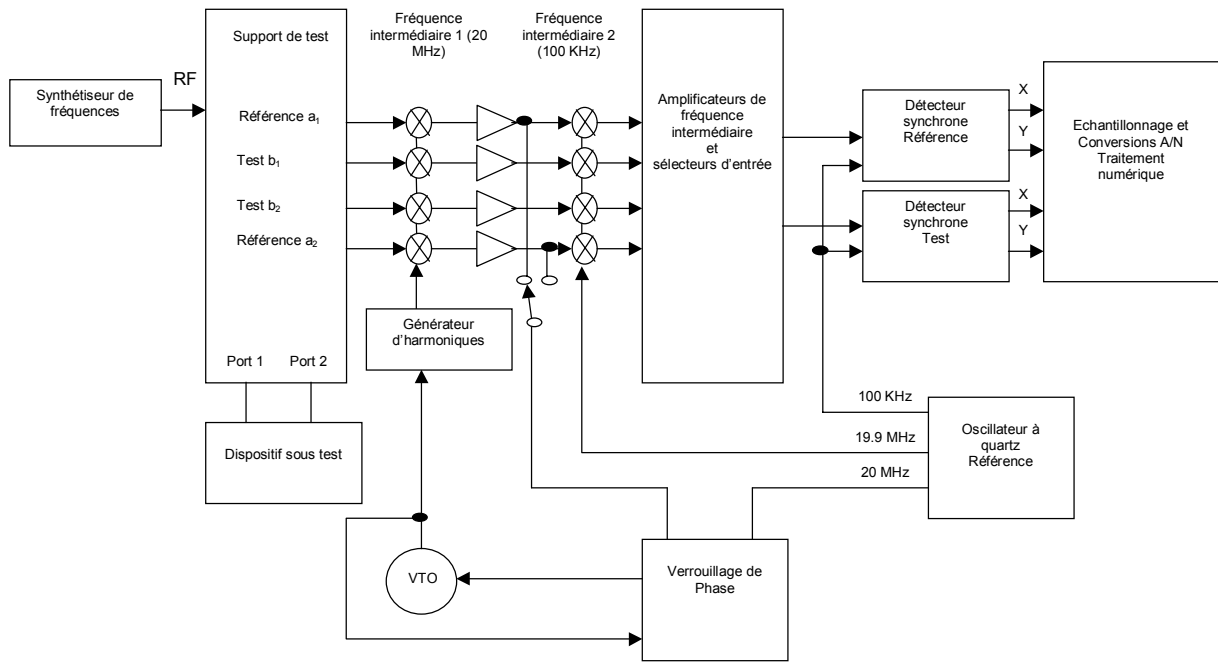 Synthétiseur de
fréquences
RF
Support de test
Référence a₁
Test b₁
Test b₂
Référence a₂
Port 1 Port 2
Dispositif sous test
Fréquence
intermédiaire 1 (20
MHz)
Fréquence
intermédiaire 2
(100 KHz)
Générateur
d'harmoniques
VTO
Amplificateurs de
fréquence
intermédiaire
et
sélecteurs d'entrée
Détecteur
synchrone
Référence
Détecteur
synchrone
Test
X
Y
X
Y
Echantillonnage et
Conversions A/N
Traitement
numérique
100 KHz
19.9 MHz
20 MHz
Oscillateur à
quartz
Référence
Verrouillage de
Phase